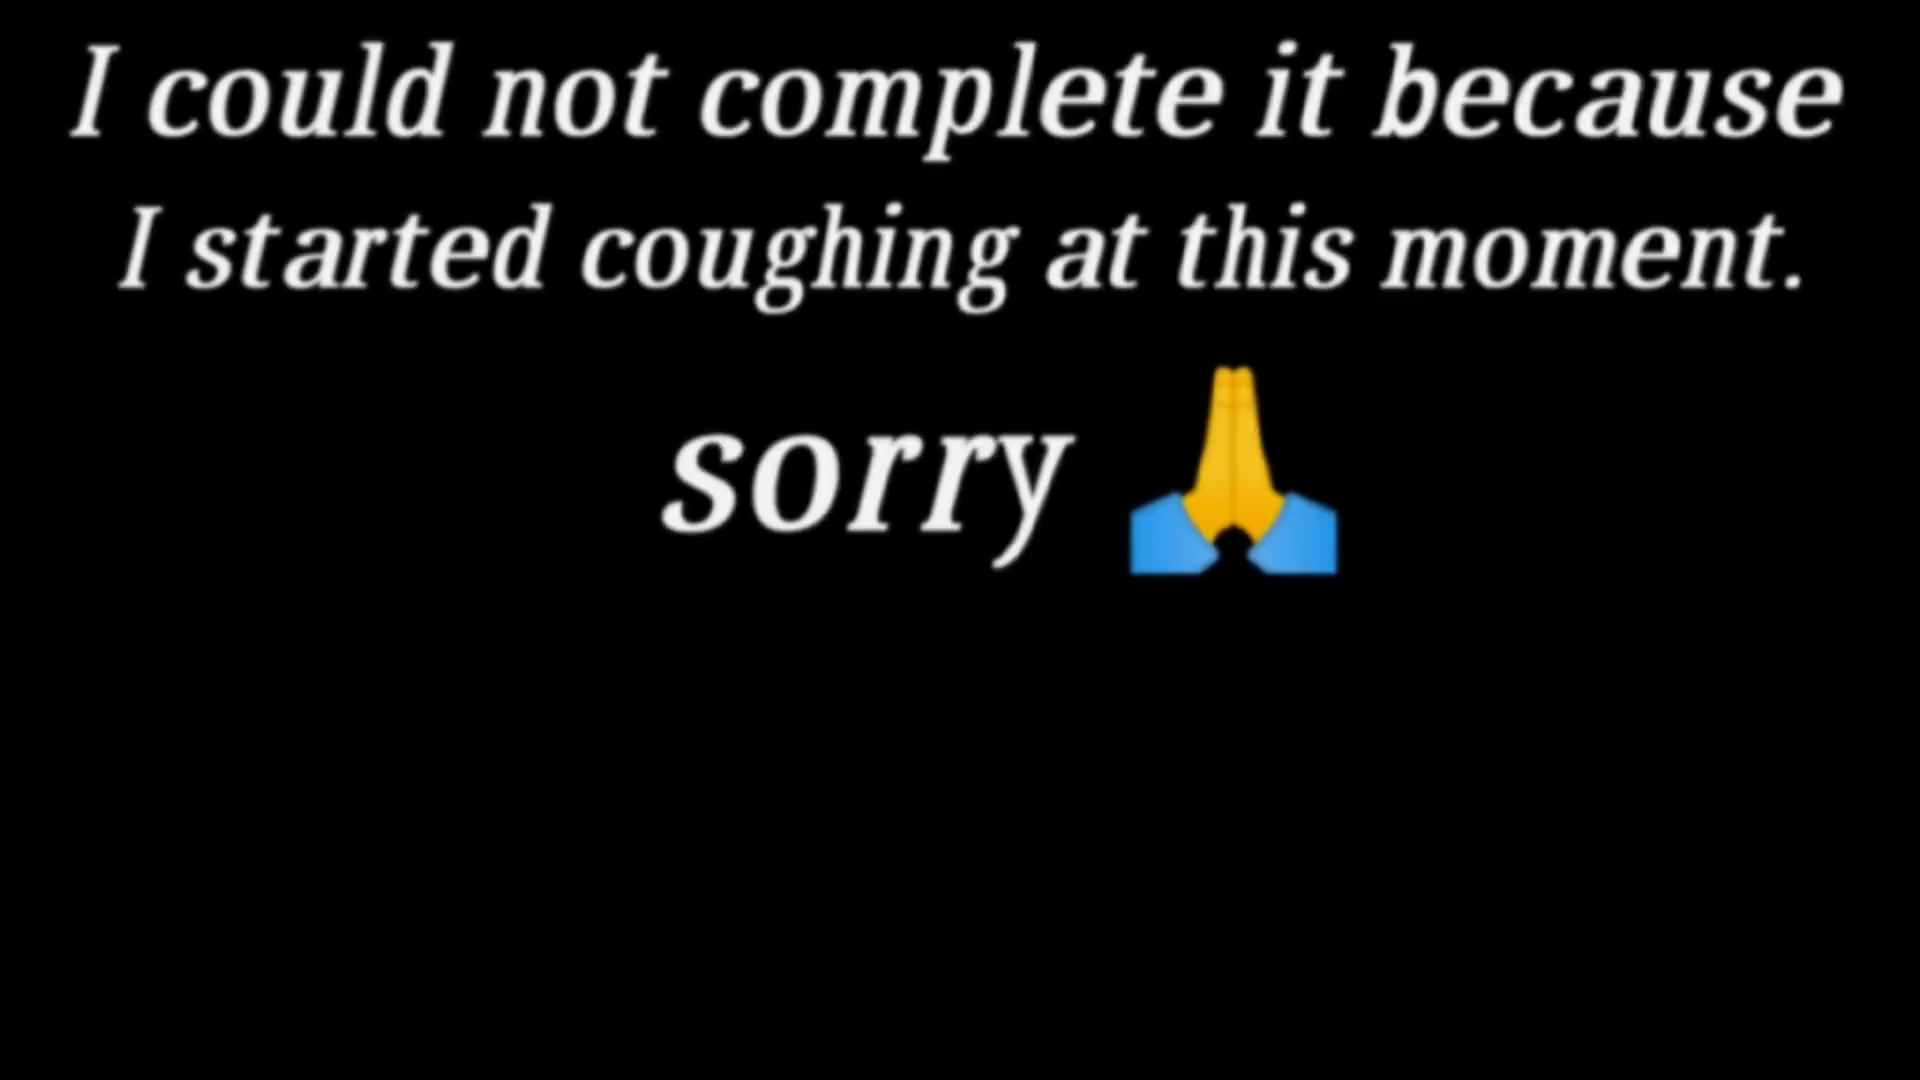 I could not complete it because
I started coughing at this moment.
sorry 🙏